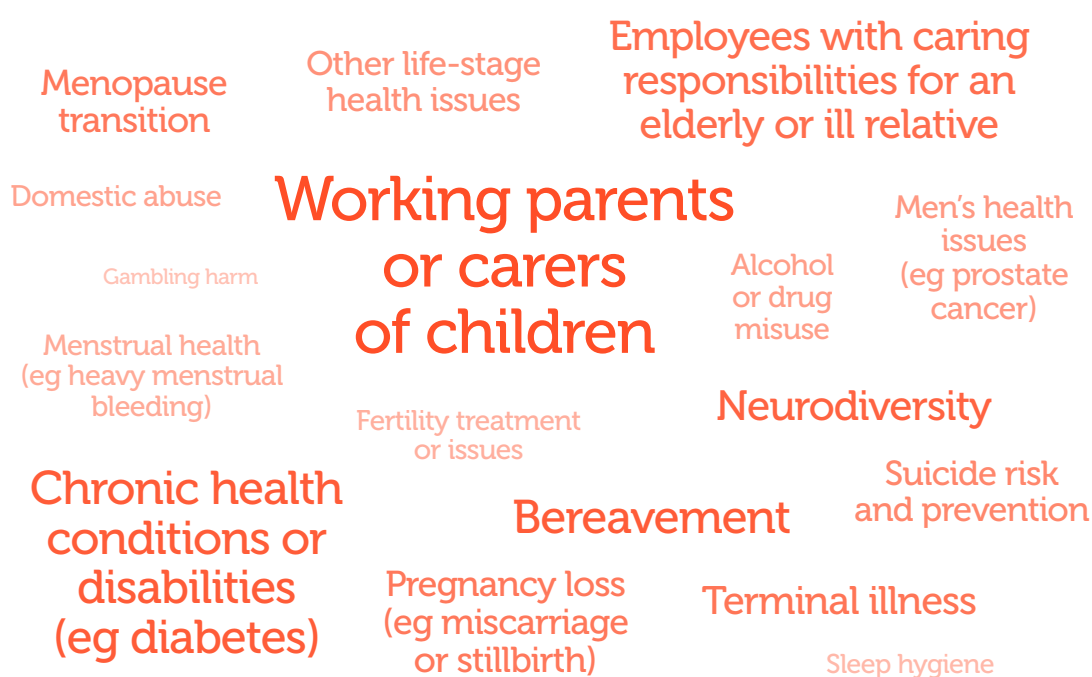 Menopause
transition
Other life-stage
health issues
Employees with caring
responsibilities for an
elderly or ill relative
Domestic abuse
Working parents
or carers
of children
Men’s health
issues
(eg prostate
cancer)
Gambling harm
Alcohol
or drug
misuse
Menstrual health
(eg heavy menstrual
bleeding)
Fertility treatment
or issues
Neurodiversity
Chronic health
conditions or
disabilities
(eg diabetes)
Bereavement
Suicide risk
and prevention
Pregnancy loss
(eg miscarriage
or stillbirth)
Terminal illness
Sleep hygiene